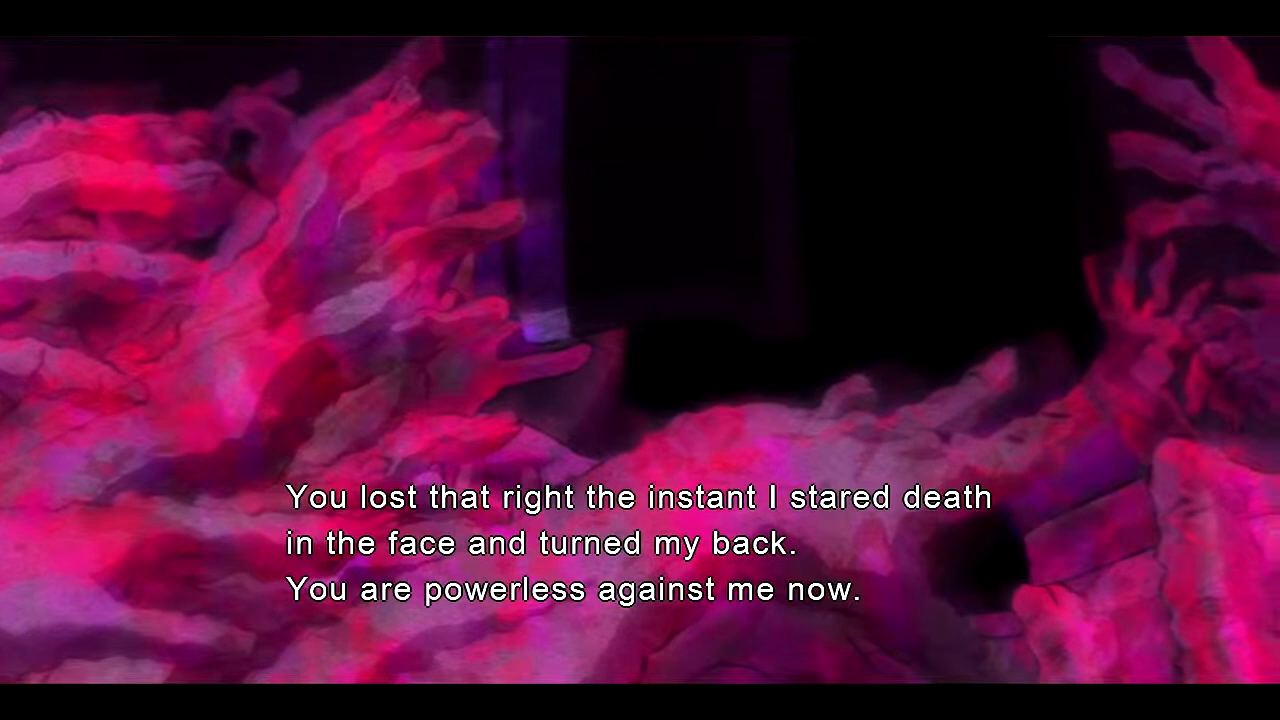 You lost that right the instant I stared death
in the face and turned my back.
You are powerless against me now.